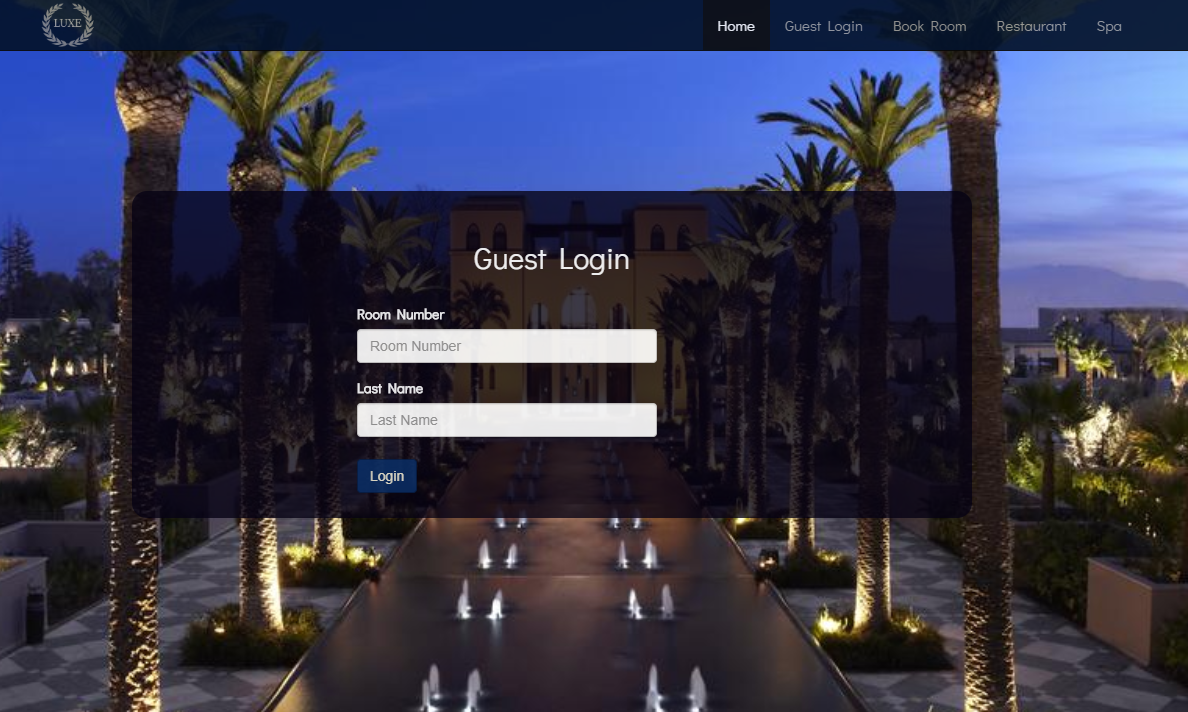 LUXE
Home Guest Login Book Room Restaurant Spa
Guest Login
Room Number
Room Number
Last Name
Last Name
Login